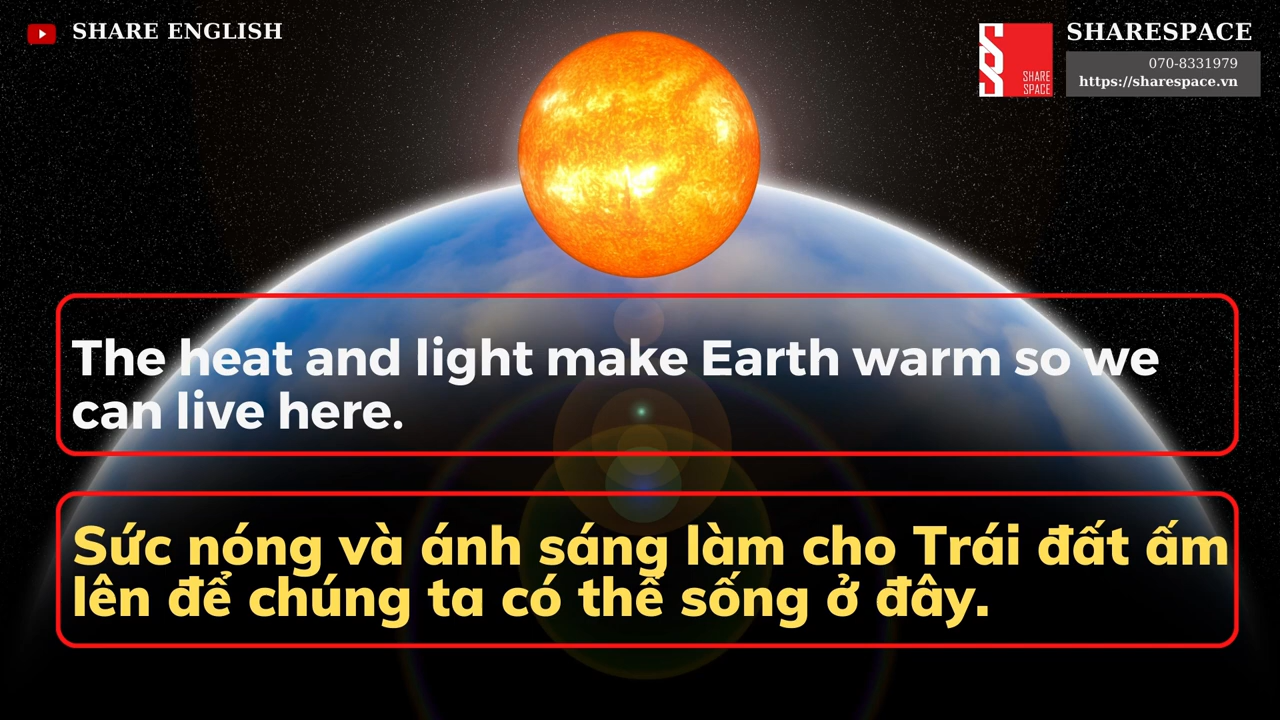 SHARE ENGLISH
SHARESPACE
070-8331979
https://sharespace.vn
SHARE
SPACE
The heat and light make Earth warm so we
can live here.
Sức nóng và ánh sáng làm cho Trái đất ấm
lên để chúng ta có thể sống ở đây.